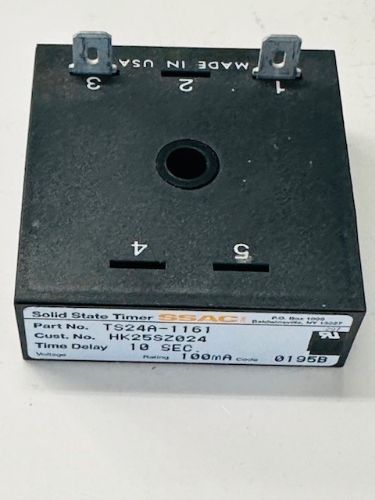 MADE IN USA
3 2 1
4 5
Solid State Timer SSAC P.O. Box 1000
Baldwinsville, NY 13027
Part No. TS24A-1161
Cust. No. HK25SZ024
Time Delay 10 SEC.
Voltage Rating 100mA Code 0195B